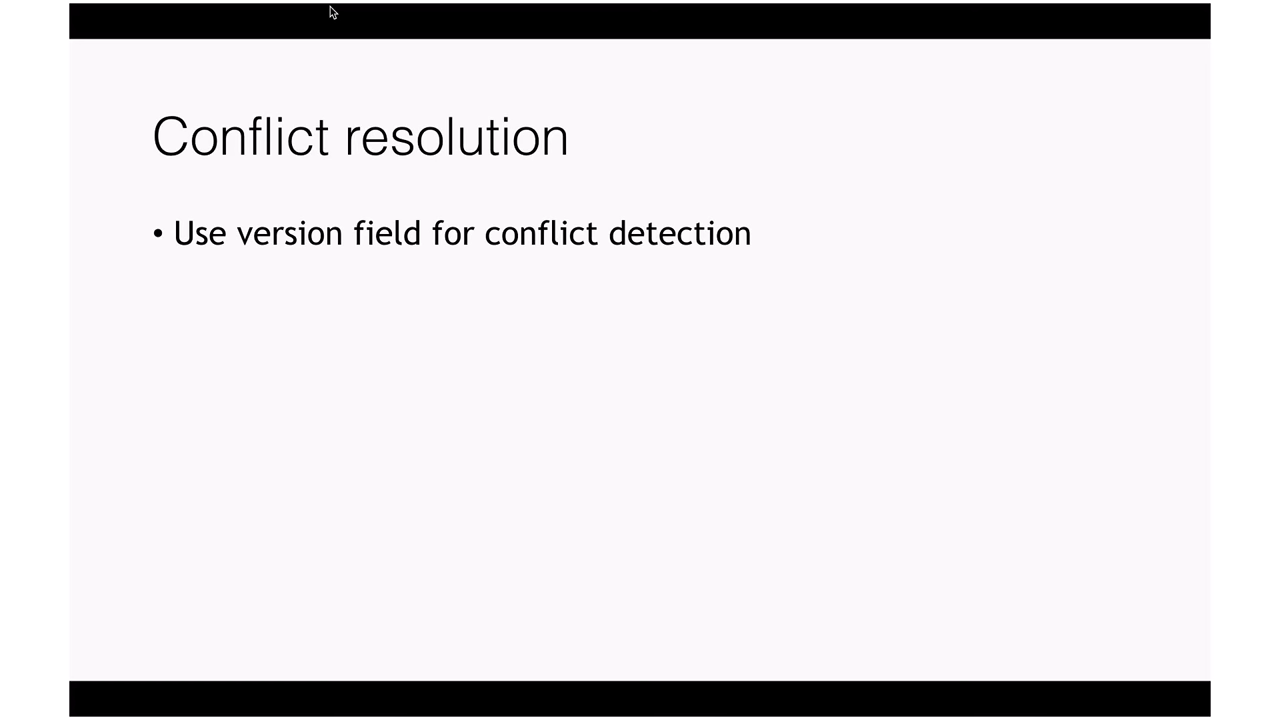 Conflict resolution
• Use version field for conflict detection